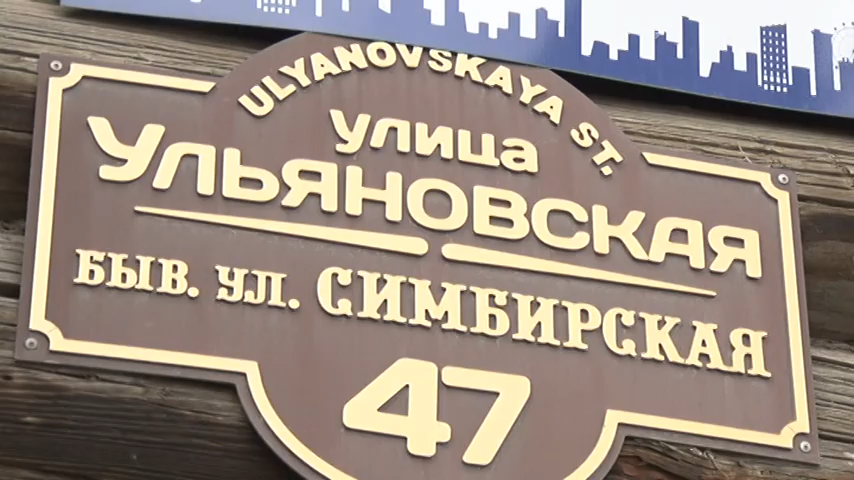 ULYANOVSKAYA ST.
улица
Ульяновская
БЫВ. УЛ. СИМБИРСКАЯ
47